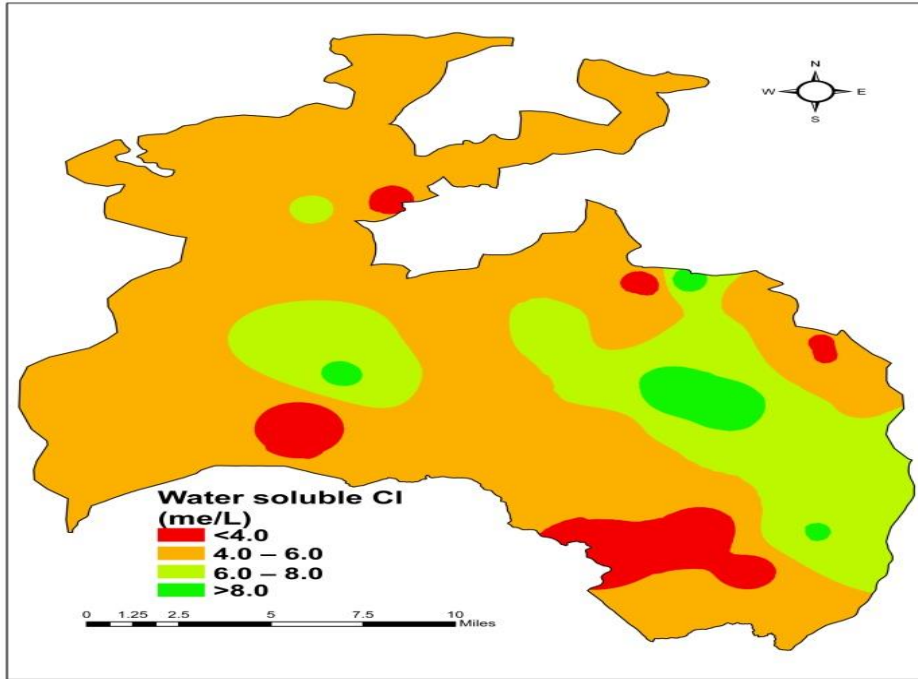 N
W E
S
Water soluble Cl
(me/L)
<4.0
4.0 – 6.0
6.0 – 8.0
>8.0
0 1.25 2.5 5 7.5 10
Miles